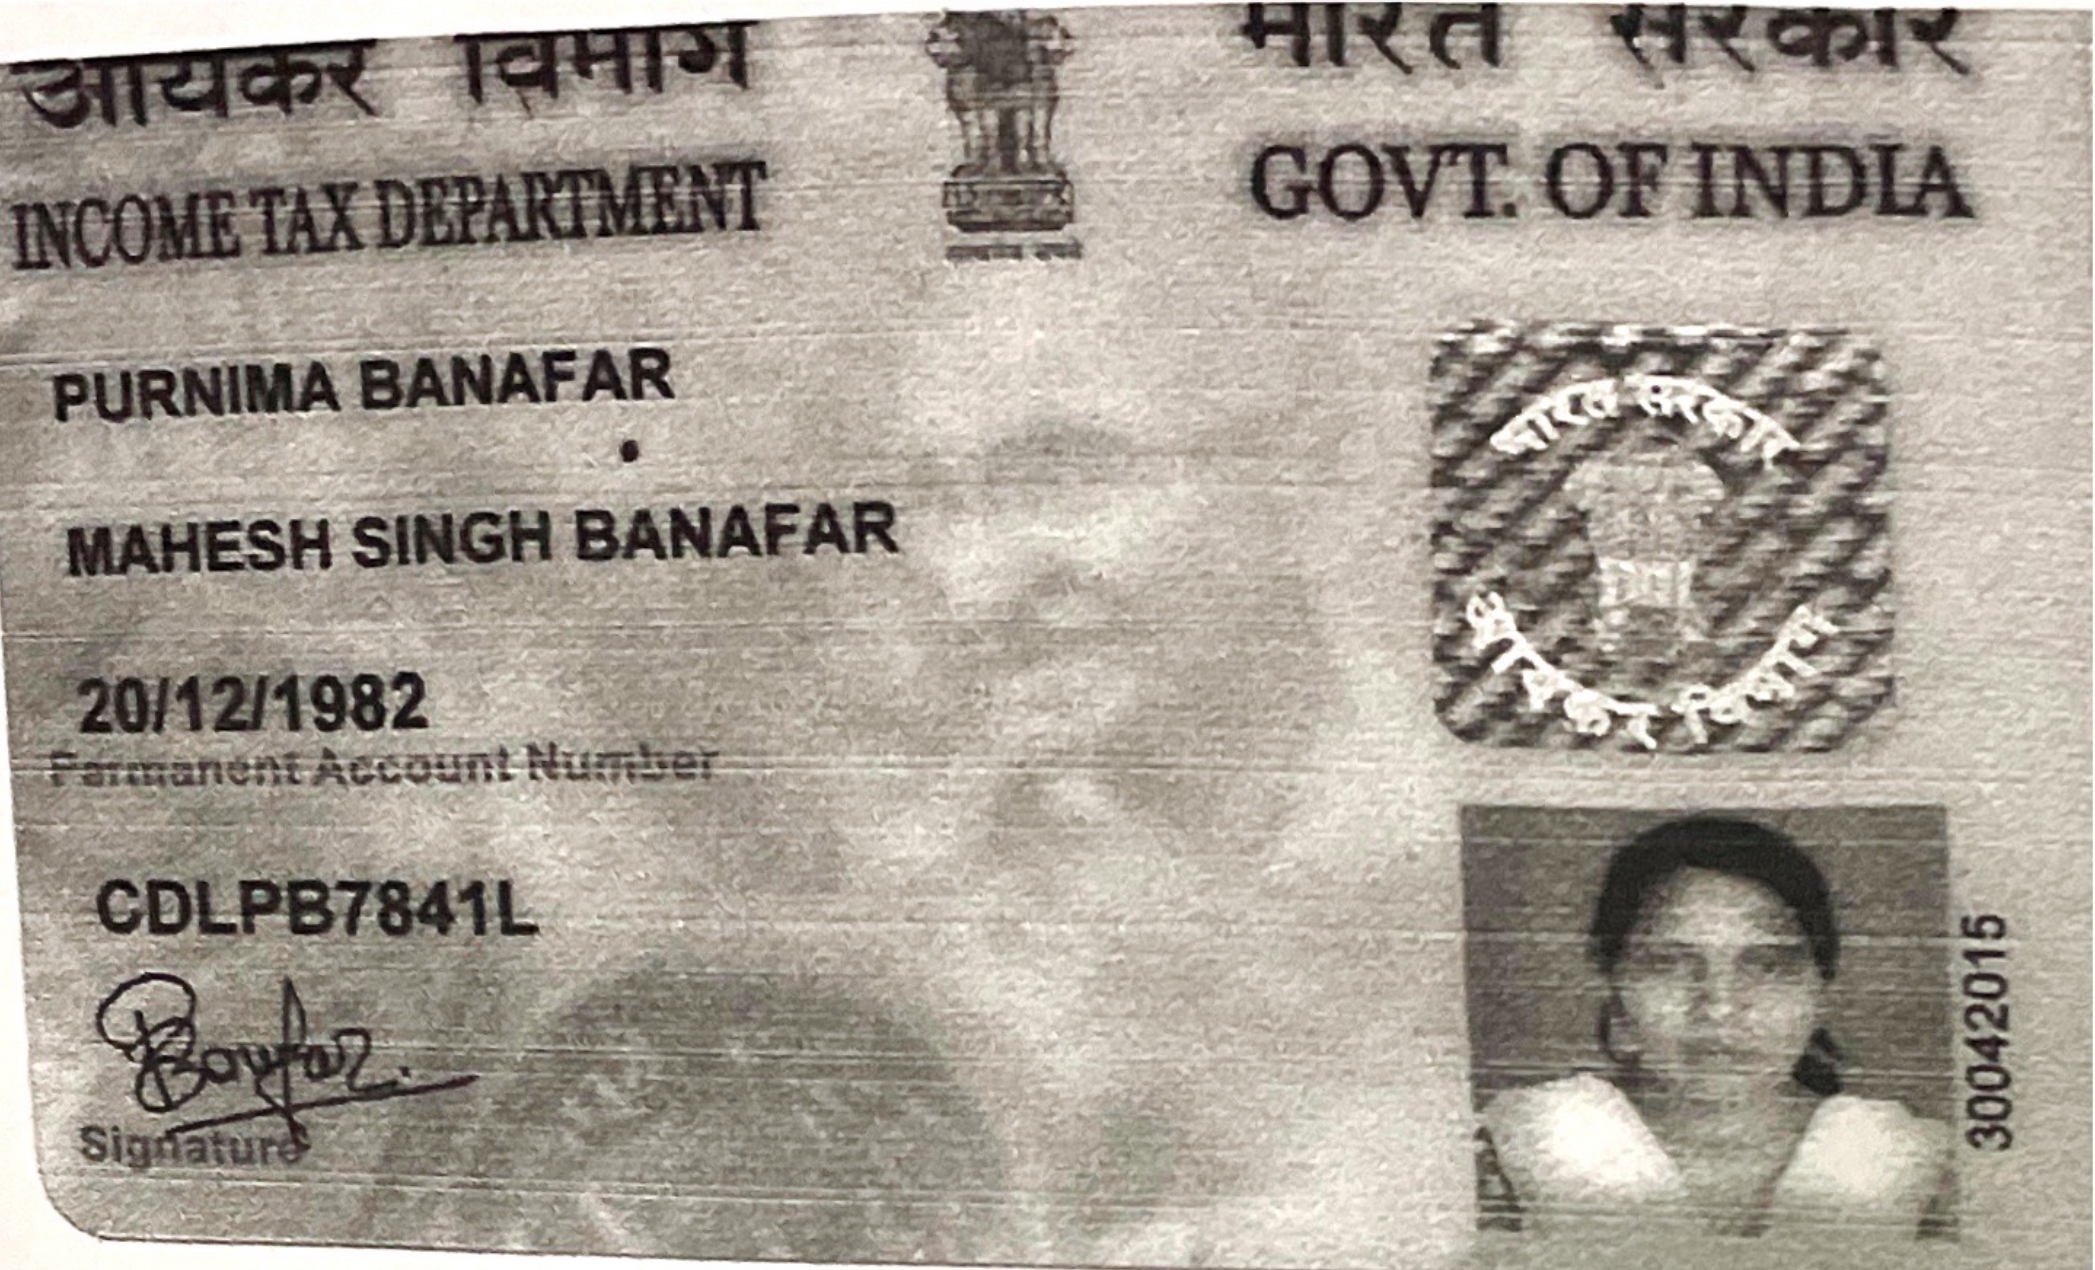 आयकर विभाग
भारत सरकार
INCOME TAX DEPARTMENT
GOVT. OF INDIA
PURNIMA BANAFAR
MAHESH SINGH BANAFAR
20/12/1982
Permanent Account Number
CDLPB7841L
PBanafar.
Signature
भारत सरकार
आयकर विभाग
30042015